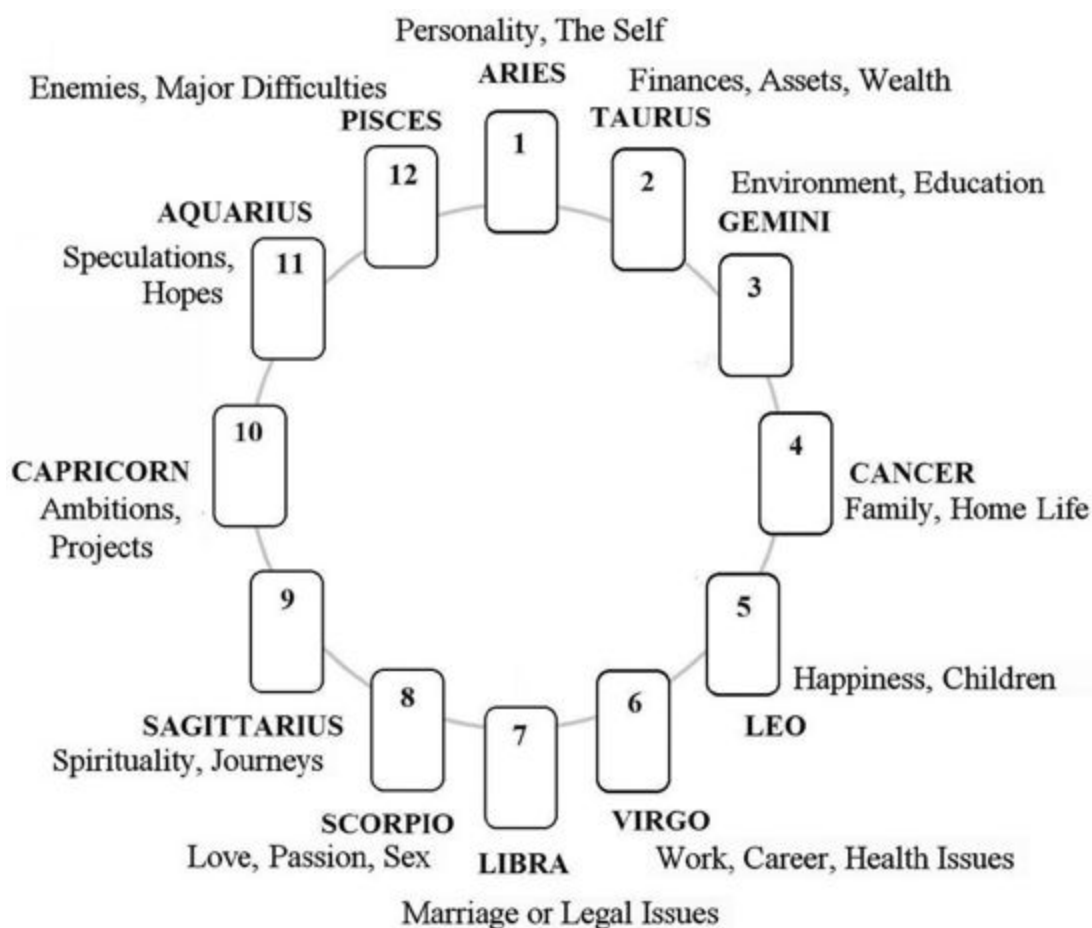 Personality, The Self
ARIES
1
Finances, Assets, Wealth
TAURUS
2
Environment, Education
GEMINI
3
4
CANCER
Family, Home Life
5
Happiness, Children
LEO
6
VIRGO
Work, Career, Health Issues
7
LIBRA
Marriage or Legal Issues
8
SCORPIO
Love, Passion, Sex
9
SAGITTARIUS
Spirituality, Journeys
10
CAPRICORN
Ambitions,
Projects
11
AQUARIUS
Speculations,
Hopes
12
Enemies, Major Difficulties
PISCES